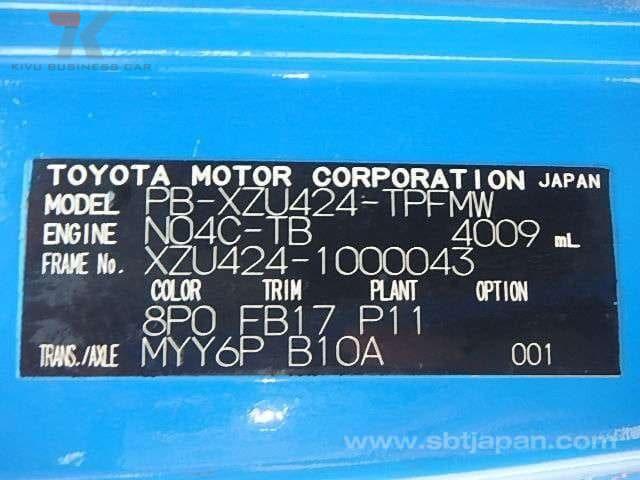 TK
KIVU BUSINESS CAR
TOYOTA MOTOR CORPORATION JAPAN
MODEL PB-XZU424-TPFMW
ENGINE N04C-TB 4009 mL
FRAME No. XZU424-1000043
COLOR TRIM PLANT OPTION
8P0 FB17 P11
TRANS./AXLE MYY6P B10A 001
www.sbtjapan.com